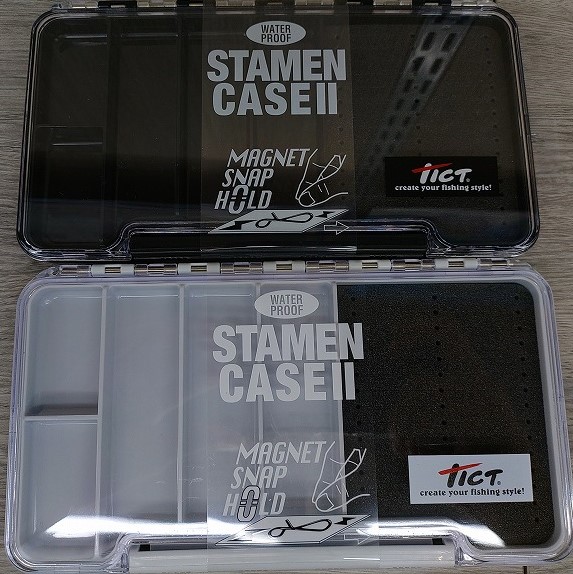 WATER
PROOF
STAMEN
CASE II
MAGNET
SNAP
HOLD
TICT®
create your fishing style!
WATER
PROOF
STAMEN
CASE II
MAGNET
SNAP
HOLD
TICT®
create your fishing style!